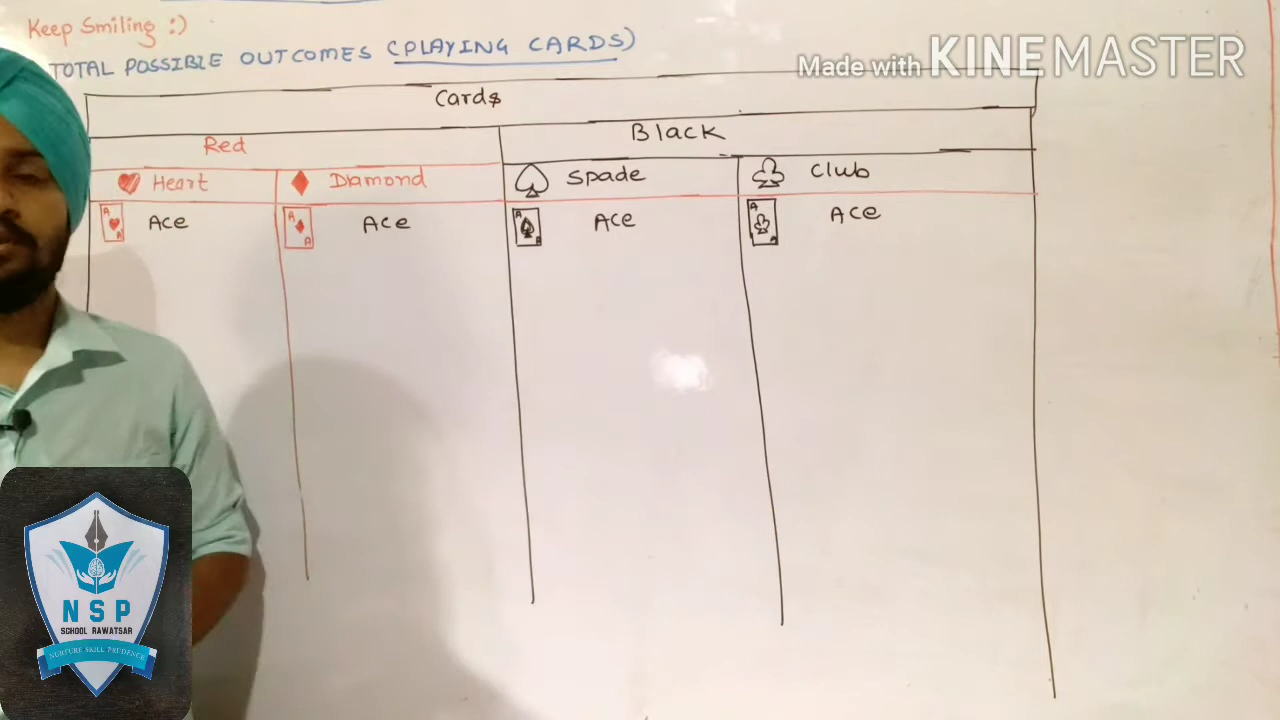 Keep Smiling :)
TOTAL POSSIBLE OUTCOMES (PLAYING CARDS)
Made with KINEMASTER
Cards
Red
Black
Heart
Diamond
Spade
Club
A
A
Ace
A
A
Ace
A
A
Ace
A
A
Ace
NSP
SCHOOL RAWATSAR
NURTURE SKILL PRUDENCE